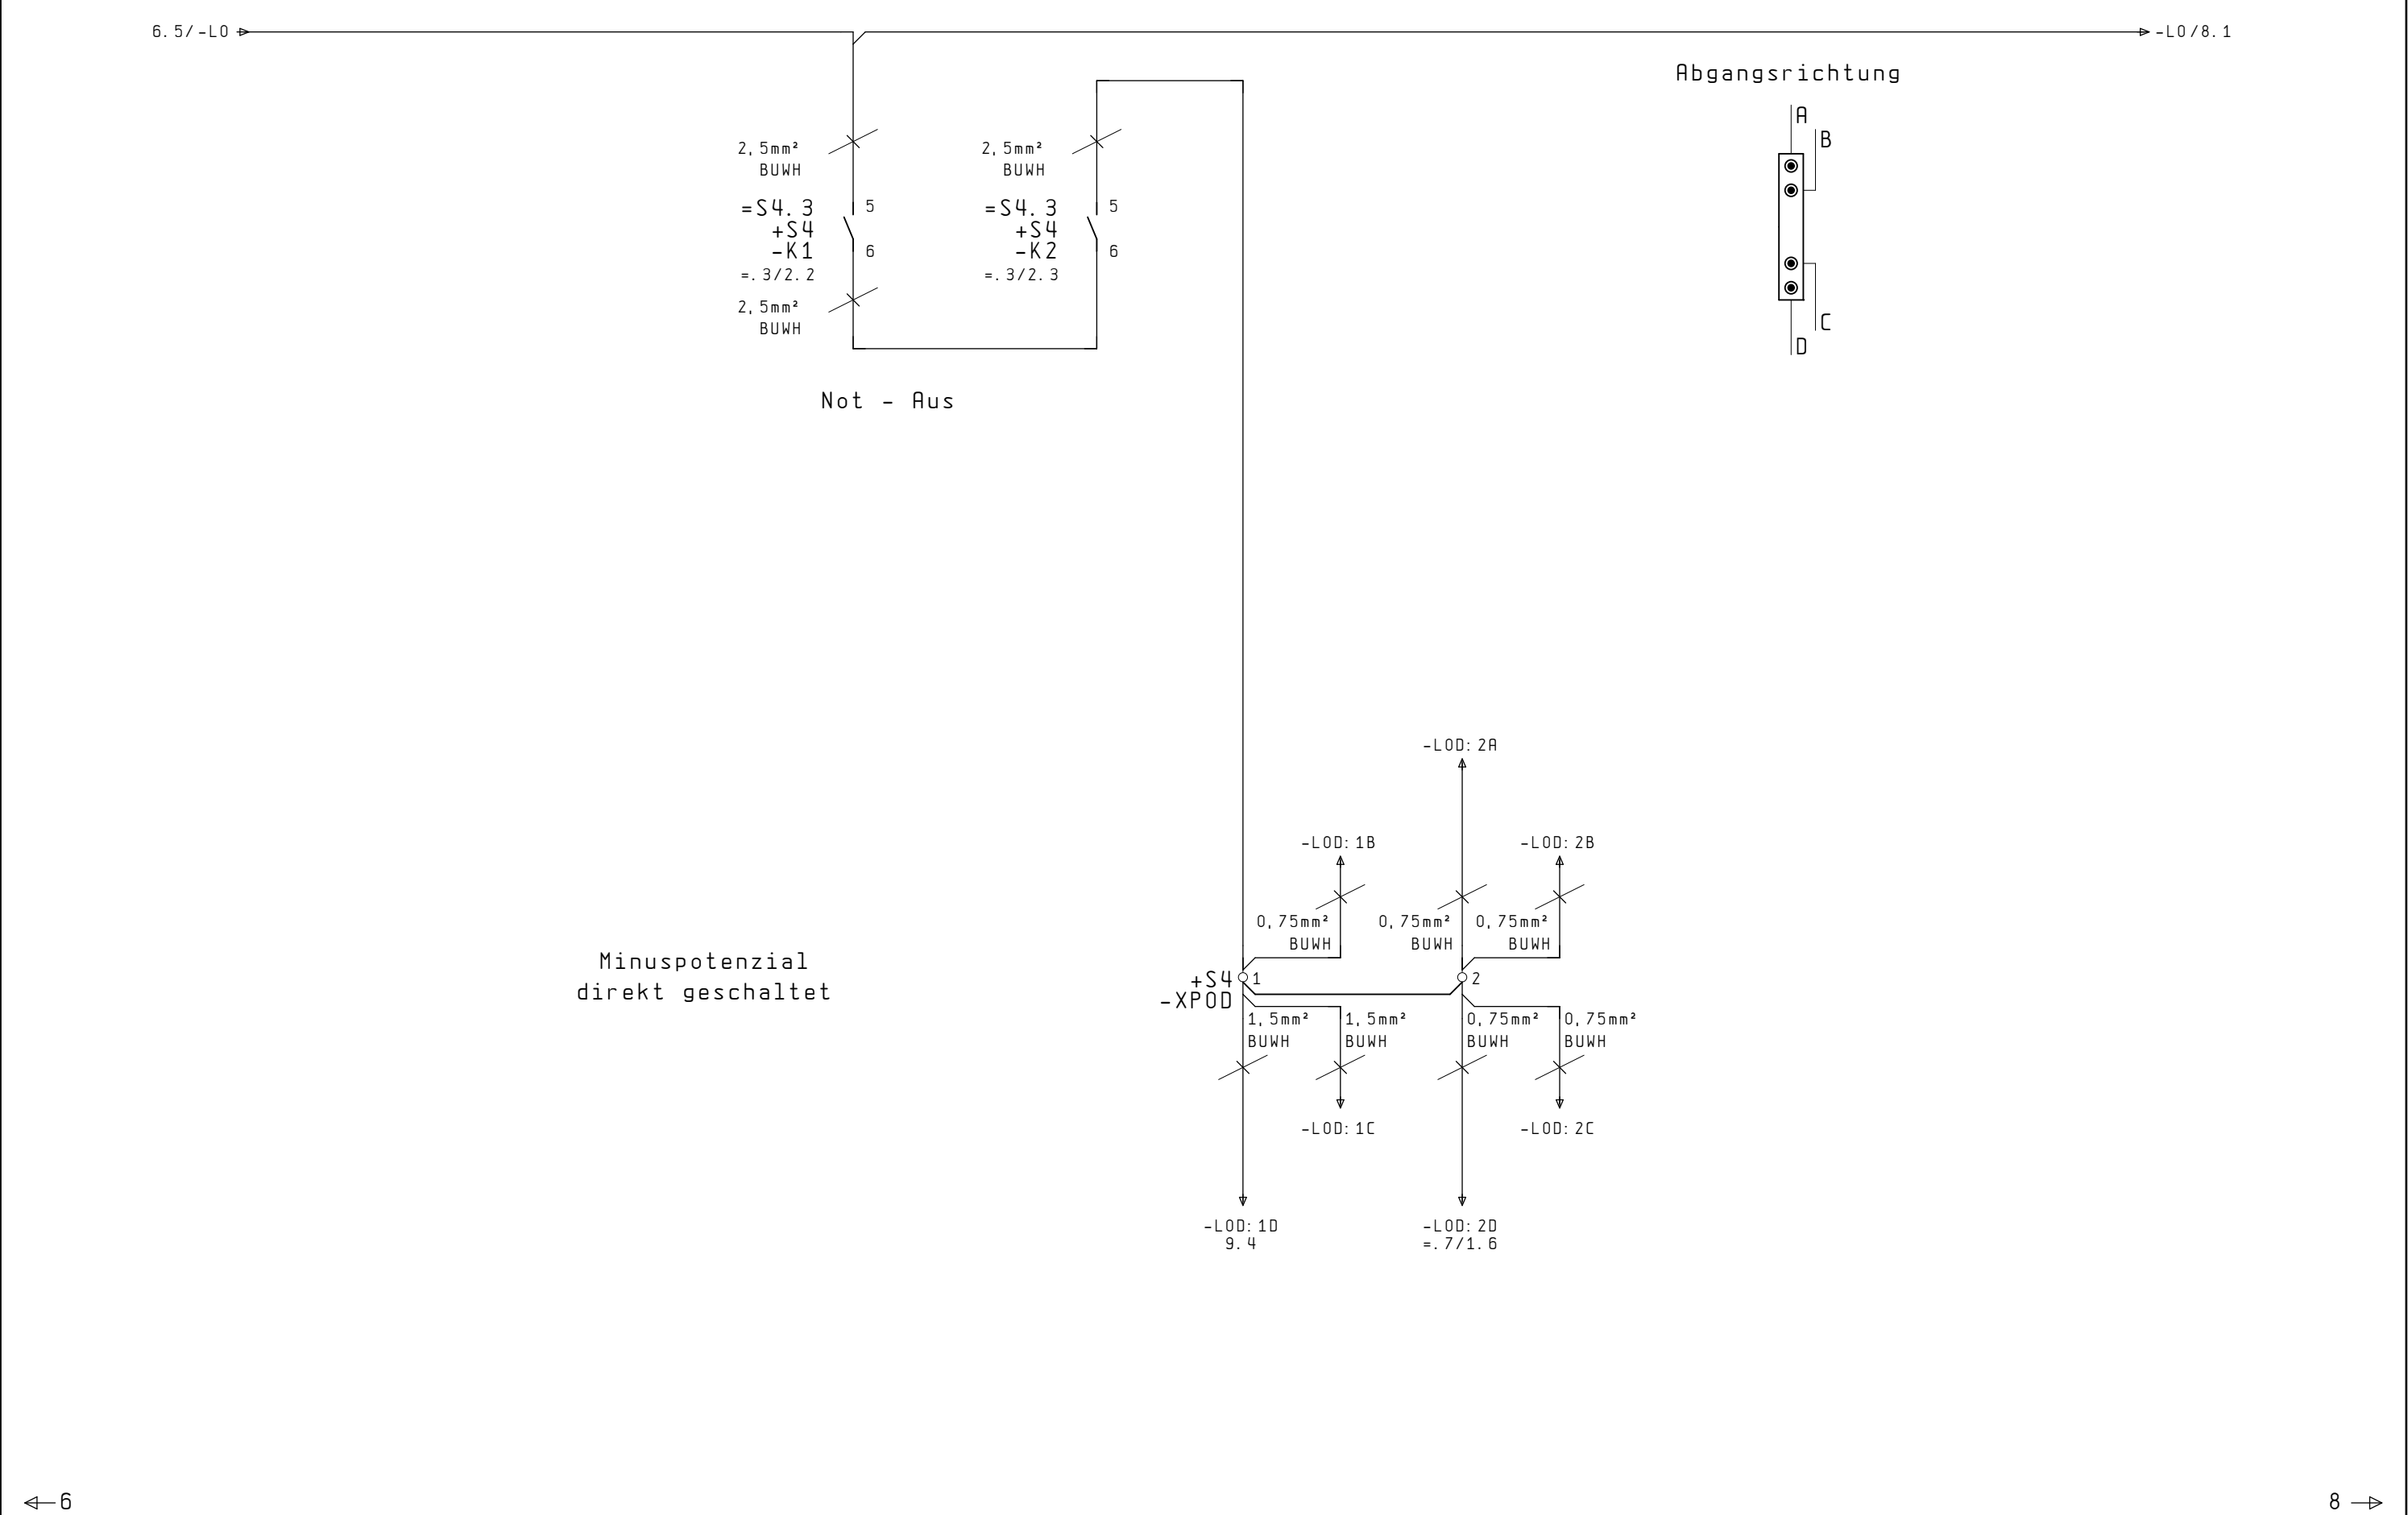 6.5/-L0
-L0/8.1
Abgangsrichtung
A
B
C
D
2,5mm²
BUWH
=S4.3
+S4
-K1
=.3/2.2
5
6
2,5mm²
BUWH
2,5mm²
BUWH
=S4.3
+S4
-K2
=.3/2.3
5
6
Not - Aus
Minuspotenzial
direkt geschaltet
-L0D:2A
-L0D:1B
-L0D:2B
0,75mm²
BUWH
0,75mm²
BUWH
0,75mm²
BUWH
+S4
-XP0D
1
2
1,5mm²
BUWH
1,5mm²
BUWH
0,75mm²
BUWH
0,75mm²
BUWH
-L0D:1C
-L0D:2C
-L0D:1D
9.4
-L0D:2D
=.7/1.6
6
8